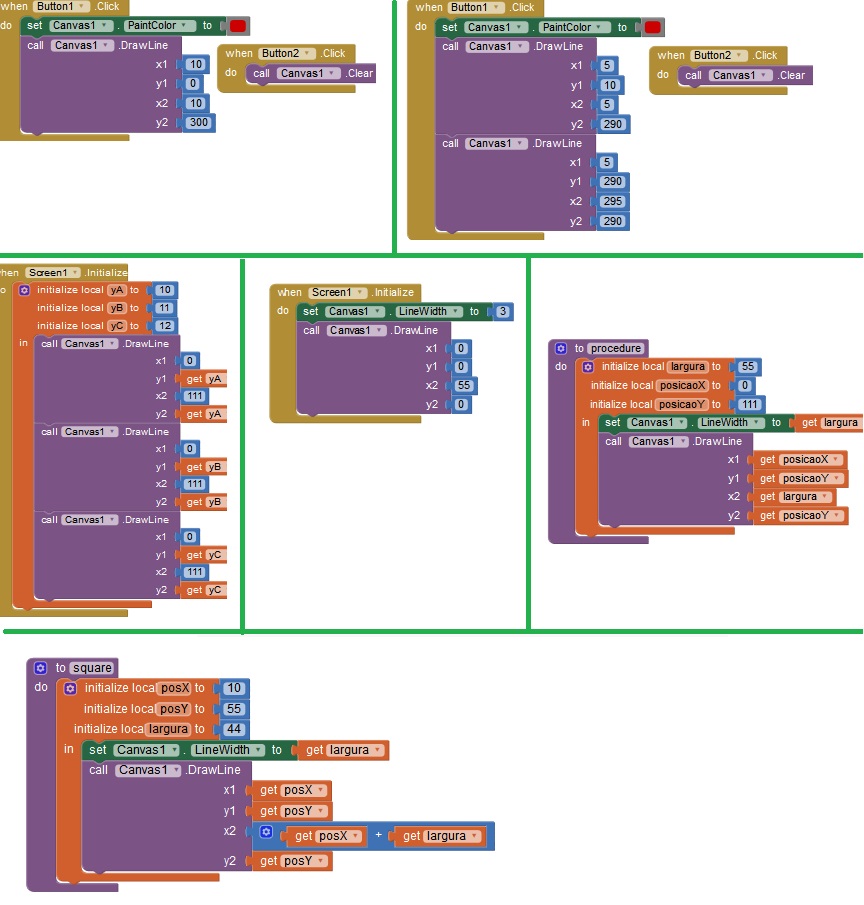 when Button1 .Click
do set Canvas1 . PaintColor to
call Canvas1 .DrawLine
x1 10
y1 0
x2 10
y2 300
when Button2 .Click
do call Canvas1 .Clear
when Button1 .Click
do set Canvas1 . PaintColor to
call Canvas1 .DrawLine
x1 5
y1 10
x2 5
y2 290
call Canvas1 .DrawLine
x1 5
y1 290
x2 295
y2 290
when Button2 .Click
do call Canvas1 .Clear
hen Screen1 .Initialize
o initialize local yA to 10
initialize local yB to 11
initialize local yC to 12
in call Canvas1 .DrawLine
x1 0
y1 get yA
x2 111
y2 get yA
call Canvas1 .DrawLine
x1 0
y1 get yB
x2 111
y2 get yB
call Canvas1 .DrawLine
x1 0
y1 get yC
x2 111
y2 get yC
when Screen1 .Initialize
do set Canvas1 . LineWidth to 3
call Canvas1 .DrawLine
x1 0
y1 0
x2 55
y2 0
to procedure
do initialize local largura to 55
initialize local posicaoX to 0
initialize local posicaoY to 111
in set Canvas1 . LineWidth to get largura
call Canvas1 .DrawLine
x1 get posicaoX
y1 get posicaoY
x2 get largura
y2 get posicaoY
to square
do initialize loca posX to 10
initialize loca posY to 55
initialize loca largura to 44
in set Canvas1 . LineWidth to get largura
call Canvas1 .DrawLine
x1 get posX
y1 get posY
x2 get posX + get largura
y2 get posY